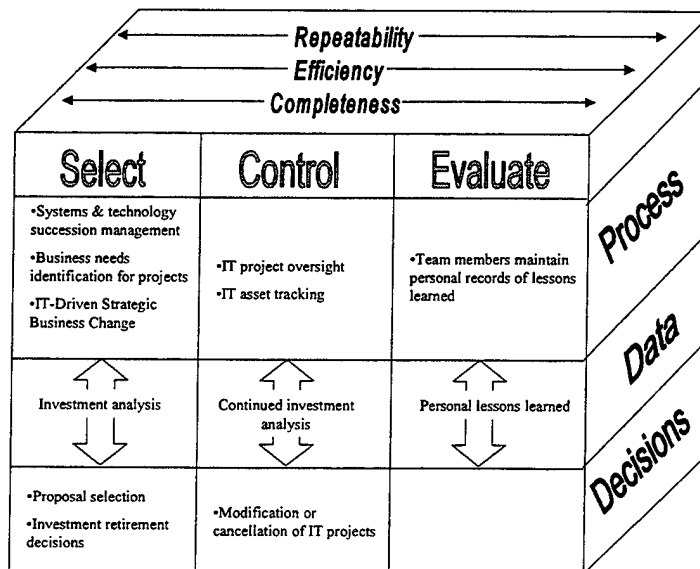 Repeatability
Efficiency
Completeness
Select
Control
Evaluate
•Systems & technology
succession management
•Business needs
identification for projects
•IT-Driven Strategic
Business Change
•IT project oversight
•IT asset tracking
•Team members maintain
personal records of lessons
learned
Process
Investment analysis
Continued investment
analysis
Personal lessons learned
Data
•Proposal selection
•Investment retirement
decisions
•Modification or
cancellation of IT projects
Decisions